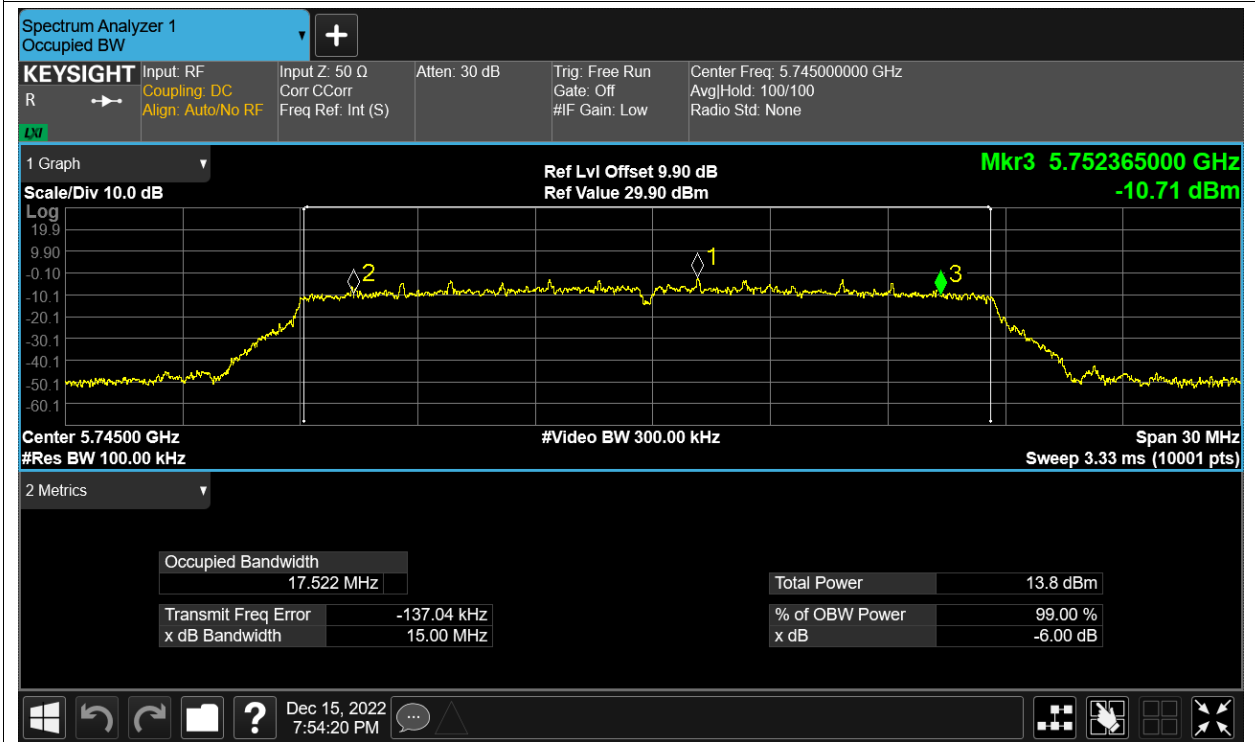 Spectrum Analyzer 1
Occupied BW
KEYSIGHT
R
LXI
Input: RF
Coupling: DC
Align: Auto/No RF
Input Z: 50 Ω
Corr CCorr
Freq Ref: Int (S)
Atten: 30 dB
Trig: Free Run
Gate: Off
#IF Gain: Low
Center Freq: 5.745000000 GHz
Avg|Hold: 100/100
Radio Std: None
1 Graph
Scale/Div 10.0 dB
Ref Lvl Offset 9.90 dB
Ref Value 29.90 dBm
Mkr3 5.752365000 GHz
-10.71 dBm
Log
19.9
9.90
-0.10
-10.1
-20.1
-30.1
-40.1
-50.1
-60.1
2
1
3
Center 5.74500 GHz
#Res BW 100.00 kHz
#Video BW 300.00 kHz
Span 30 MHz
Sweep 3.33 ms (10001 pts)
2 Metrics
Occupied Bandwidth
17.522 MHz
Transmit Freq Error -137.04 kHz
x dB Bandwidth 15.00 MHz
Total Power 13.8 dBm
% of OBW Power 99.00 %
x dB -6.00 dB
?
Dec 15, 2022
7:54:20 PM